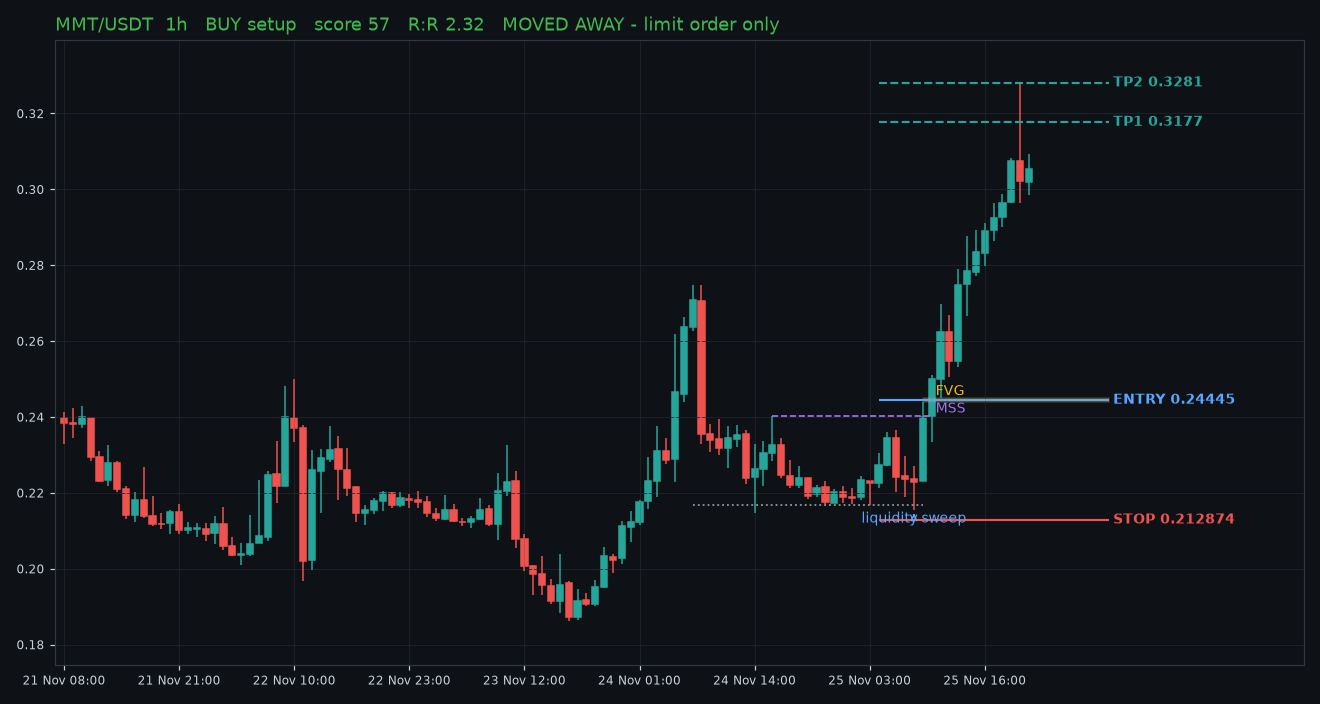 MMT/USDT 1h BUY setup score 57 R:R 2.32 MOVED AWAY - limit order only
TP2 0.3281
TP1 0.3177
0.32
0.30
0.28
0.26
FVG
ENTRY 0.24445
MSS
0.24
0.22
liquidity sweep
STOP 0.212874
0.20
0.18
21 Nov 08:00 21 Nov 21:00 22 Nov 10:00 22 Nov 23:00 23 Nov 12:00 24 Nov 01:00 24 Nov 14:00 25 Nov 03:00 25 Nov 16:00